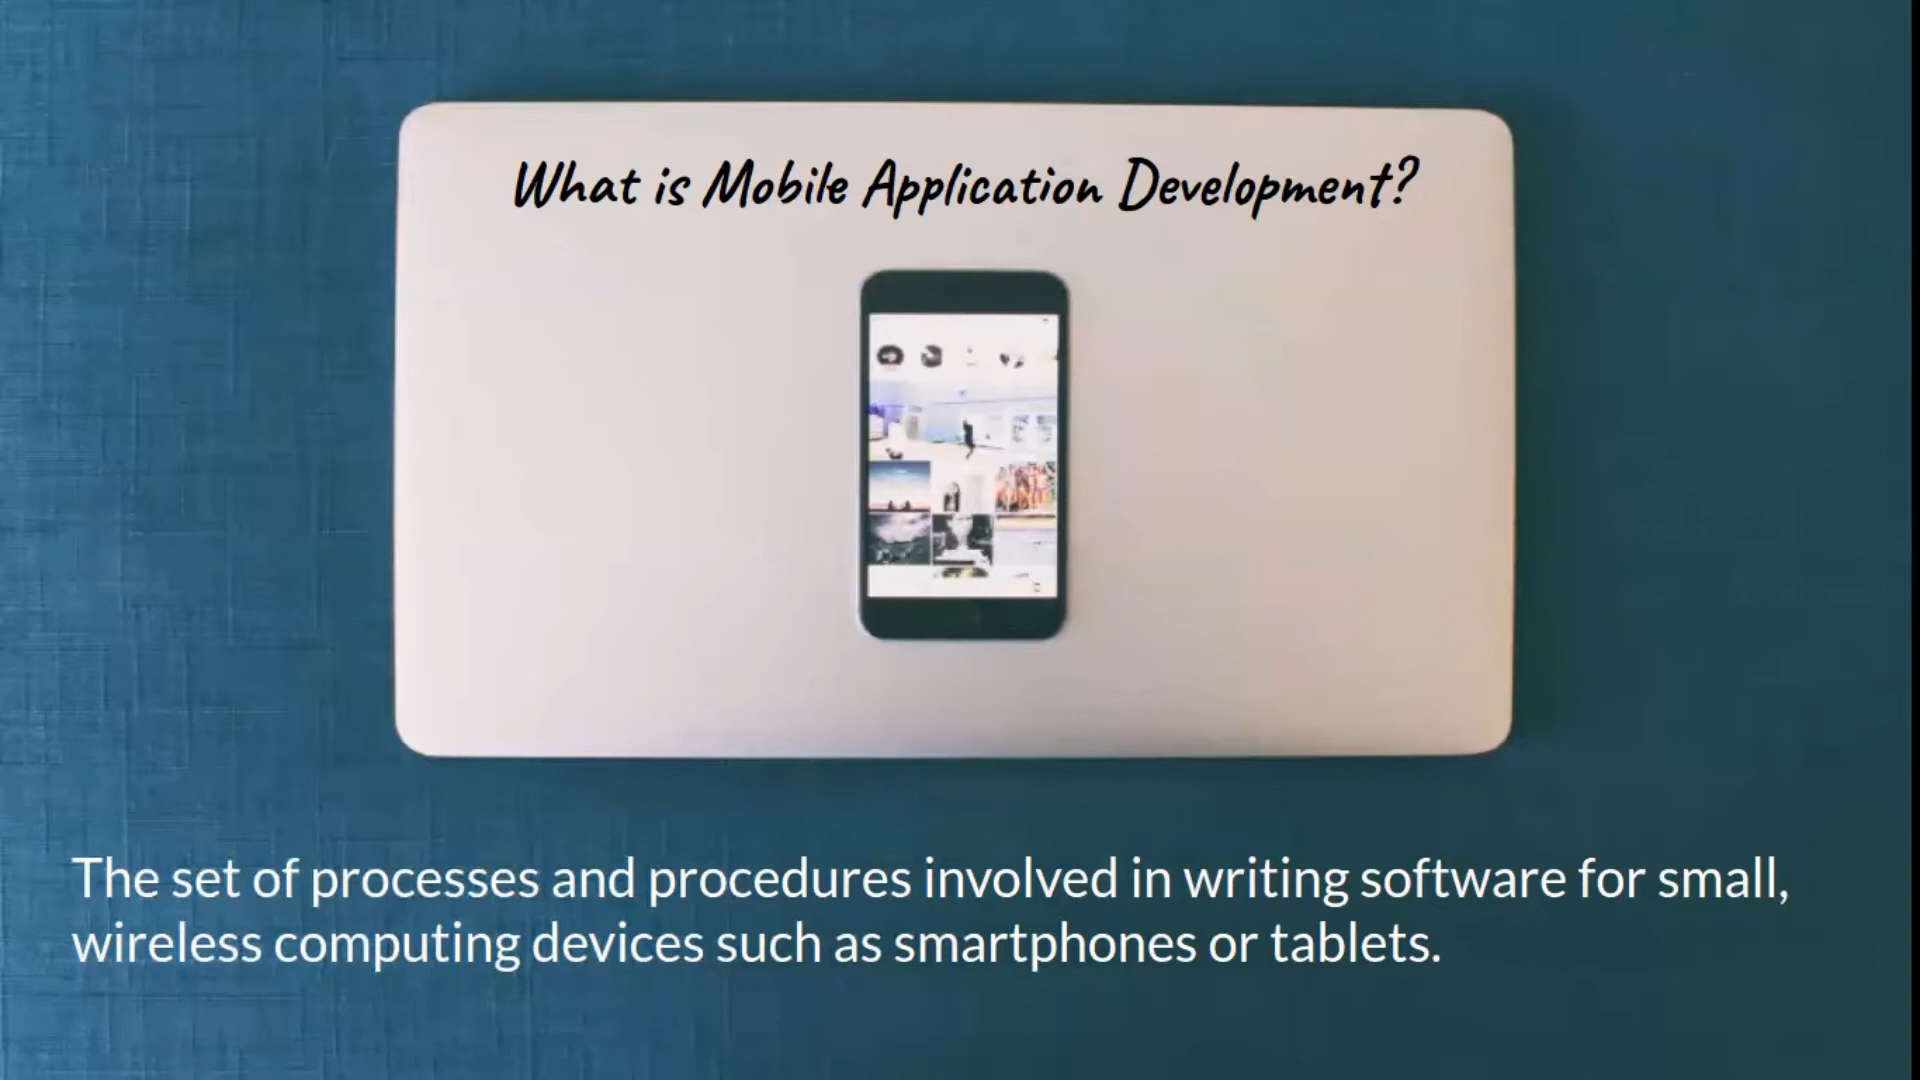 What is Mobile Application Development?
The set of processes and procedures involved in writing software for small,
wireless computing devices such as smartphones or tablets.